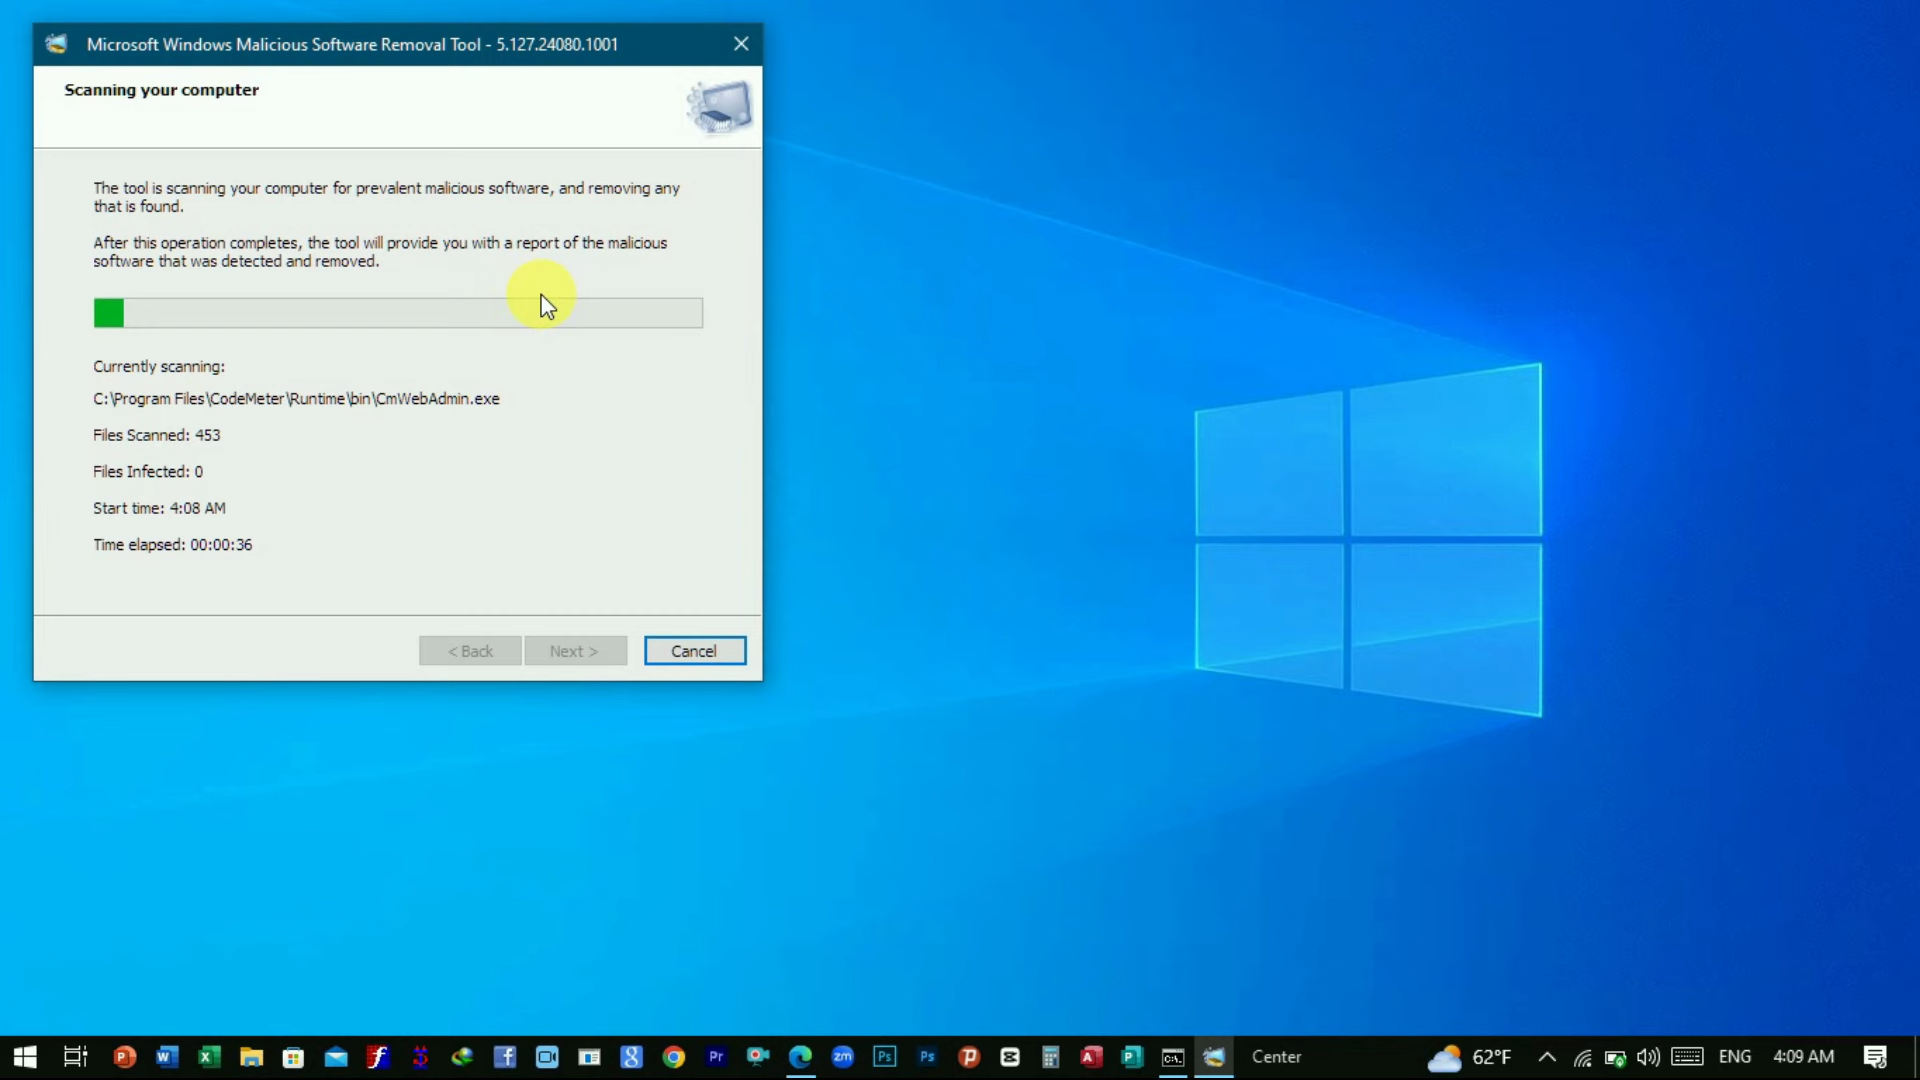 Microsoft Windows Malicious Software Removal Tool - 5.127.24080.1001
Scanning your computer
The tool is scanning your computer for prevalent malicious software, and removing any
that is found.
After this operation completes, the tool will provide you with a report of the malicious
software that was detected and removed.
Currently scanning:
C:\Program Files\CodeMeter\Runtime\bin\CmWebAdmin.exe
Files Scanned: 453
Files Infected: 0
Start time: 4:08 AM
Time elapsed: 00:00:36
< Back Next > Cancel
Center 62°F ENG 4:09 AM